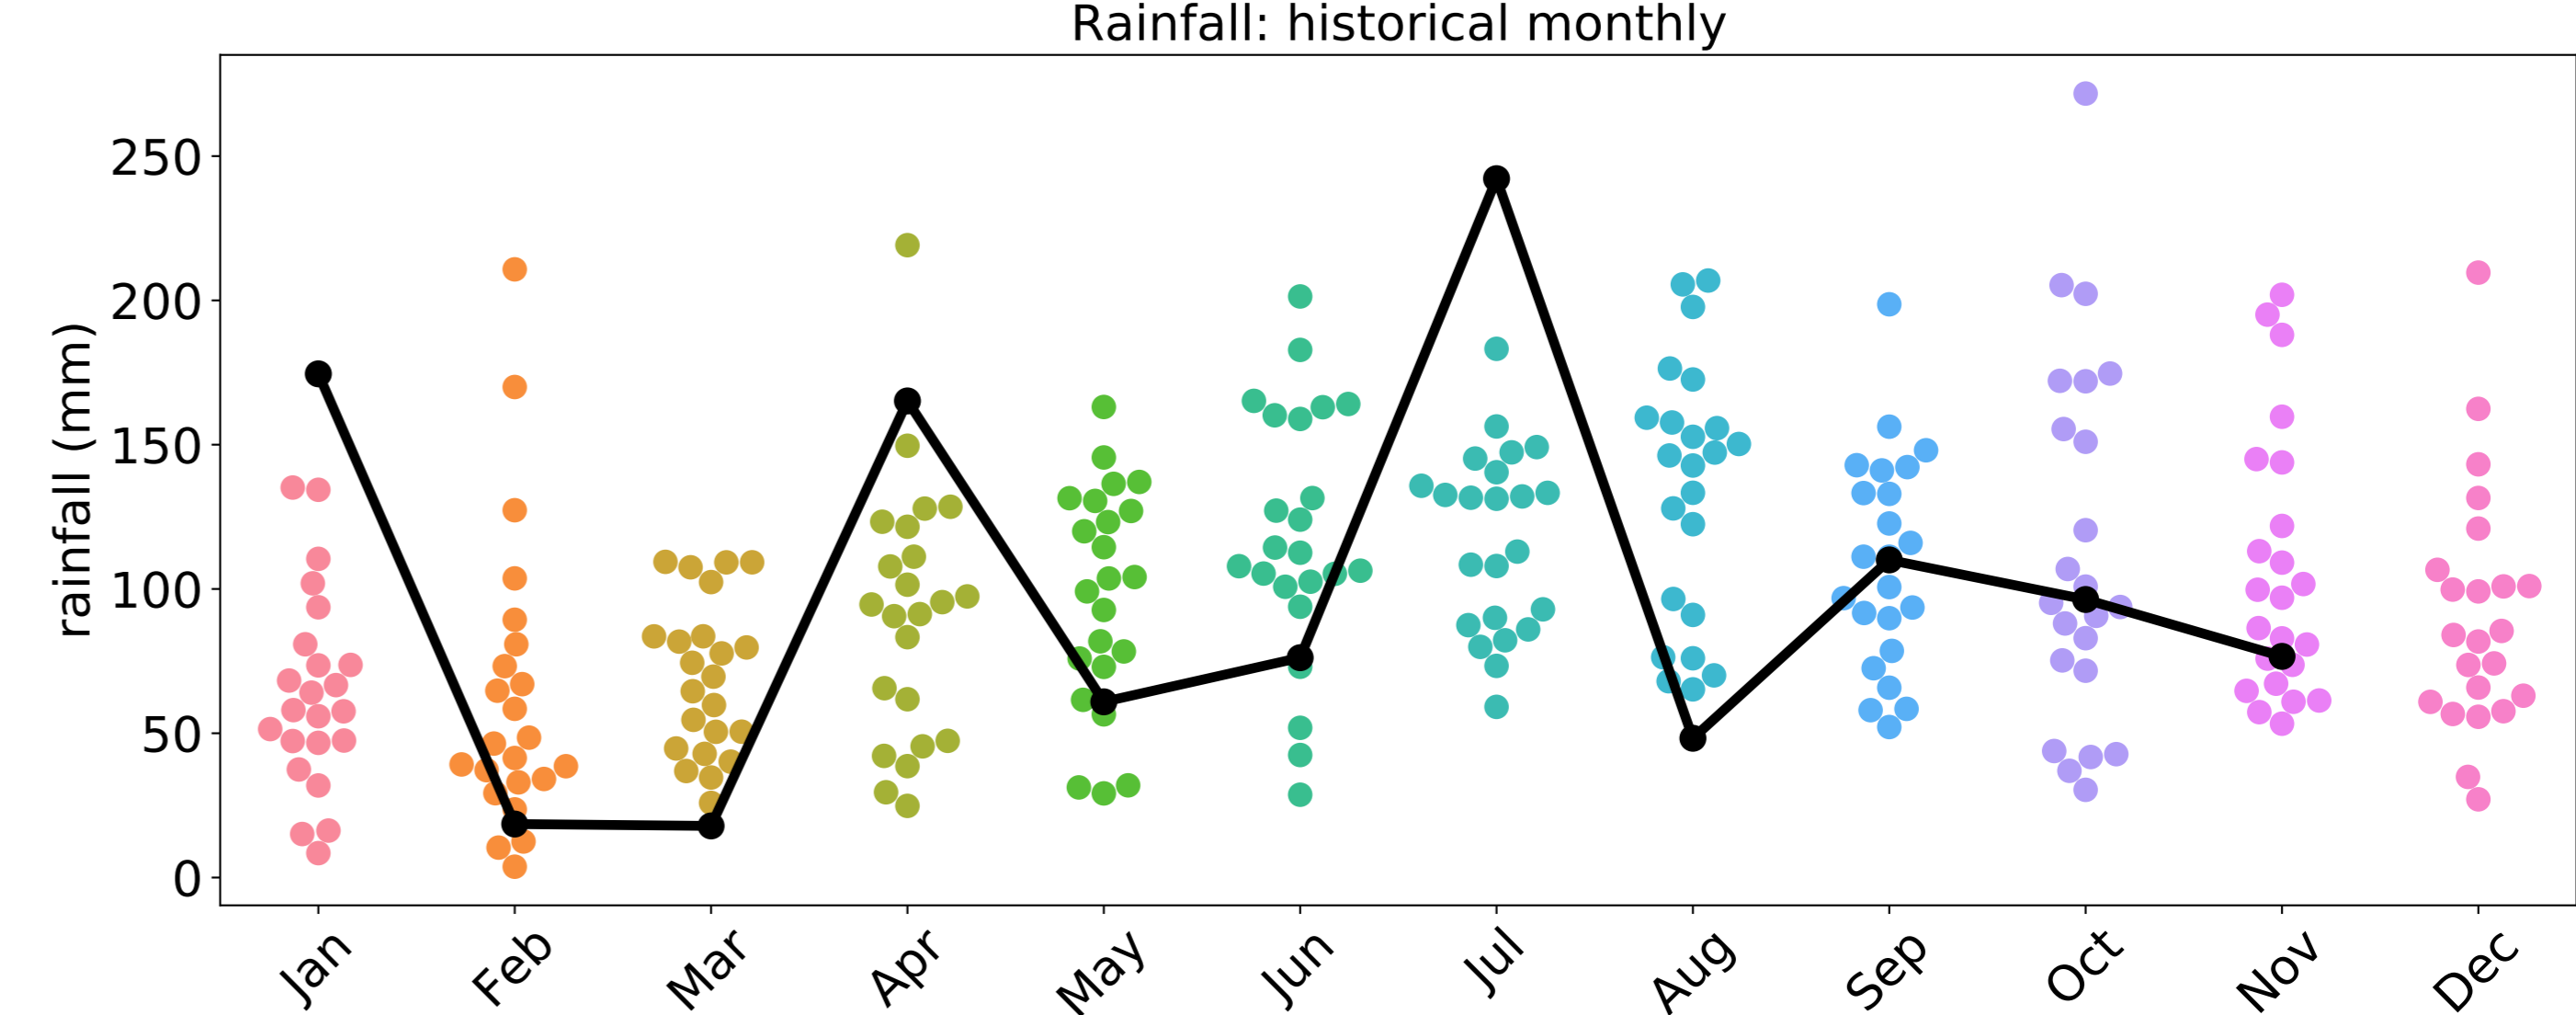 Rainfall: historical monthly
rainfall (mm)
250
200
150
100
50
0
Jan
Feb
Mar
Apr
May
Jun
Jul
Aug
Sep
Oct
Nov
Dec